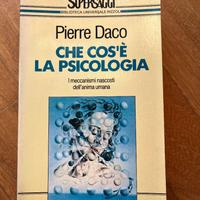 SUPERSAGGI
BIBLIOTECA UNIVERSALE RIZZOLI
Pierre Daco
CHE COS'È
LA PSICOLOGIA
I meccanismi nascosti
dell'anima umana